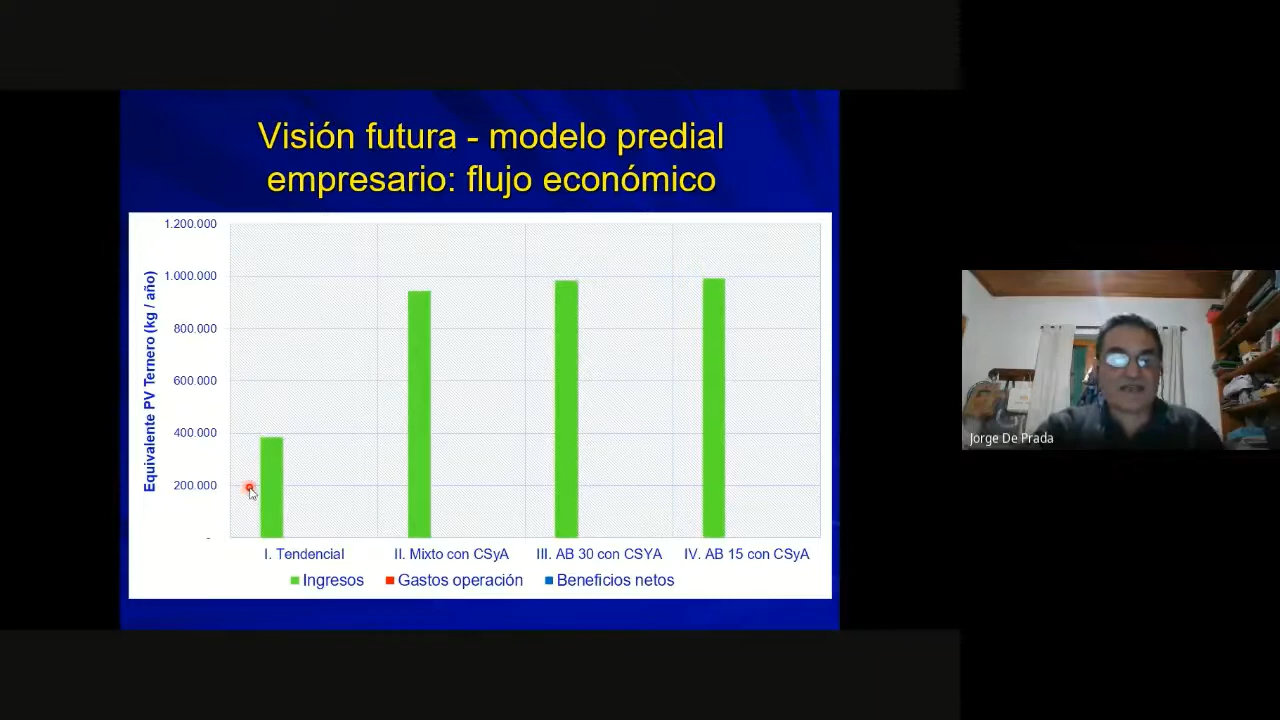 Visión futura - modelo predial
empresario: flujo económico
1.200.000
1.000.000
800.000
600.000
400.000
200.000
-
Equivalente PV Ternero (kg / año)
I. Tendencial
II. Mixto con CSyA
III. AB 30 con CSYA
IV. AB 15 con CSyA
Ingresos
Gastos operación
Beneficios netos
Jorge De Prada